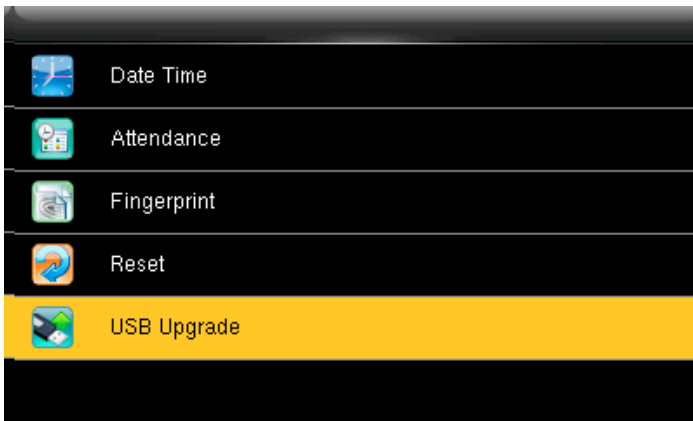 Date Time
Attendance
Fingerprint
Reset
USB Upgrade